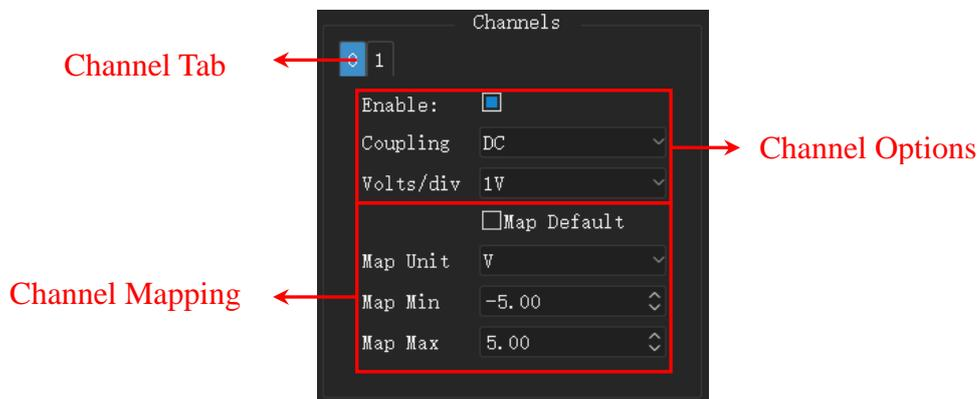 Channels
Channel Tab
0 1
Enable:
Coupling DC
Channel Options
Volts/div 1V
Map Default
Map Unit V
Channel Mapping
Map Min -5.00
Map Max 5.00